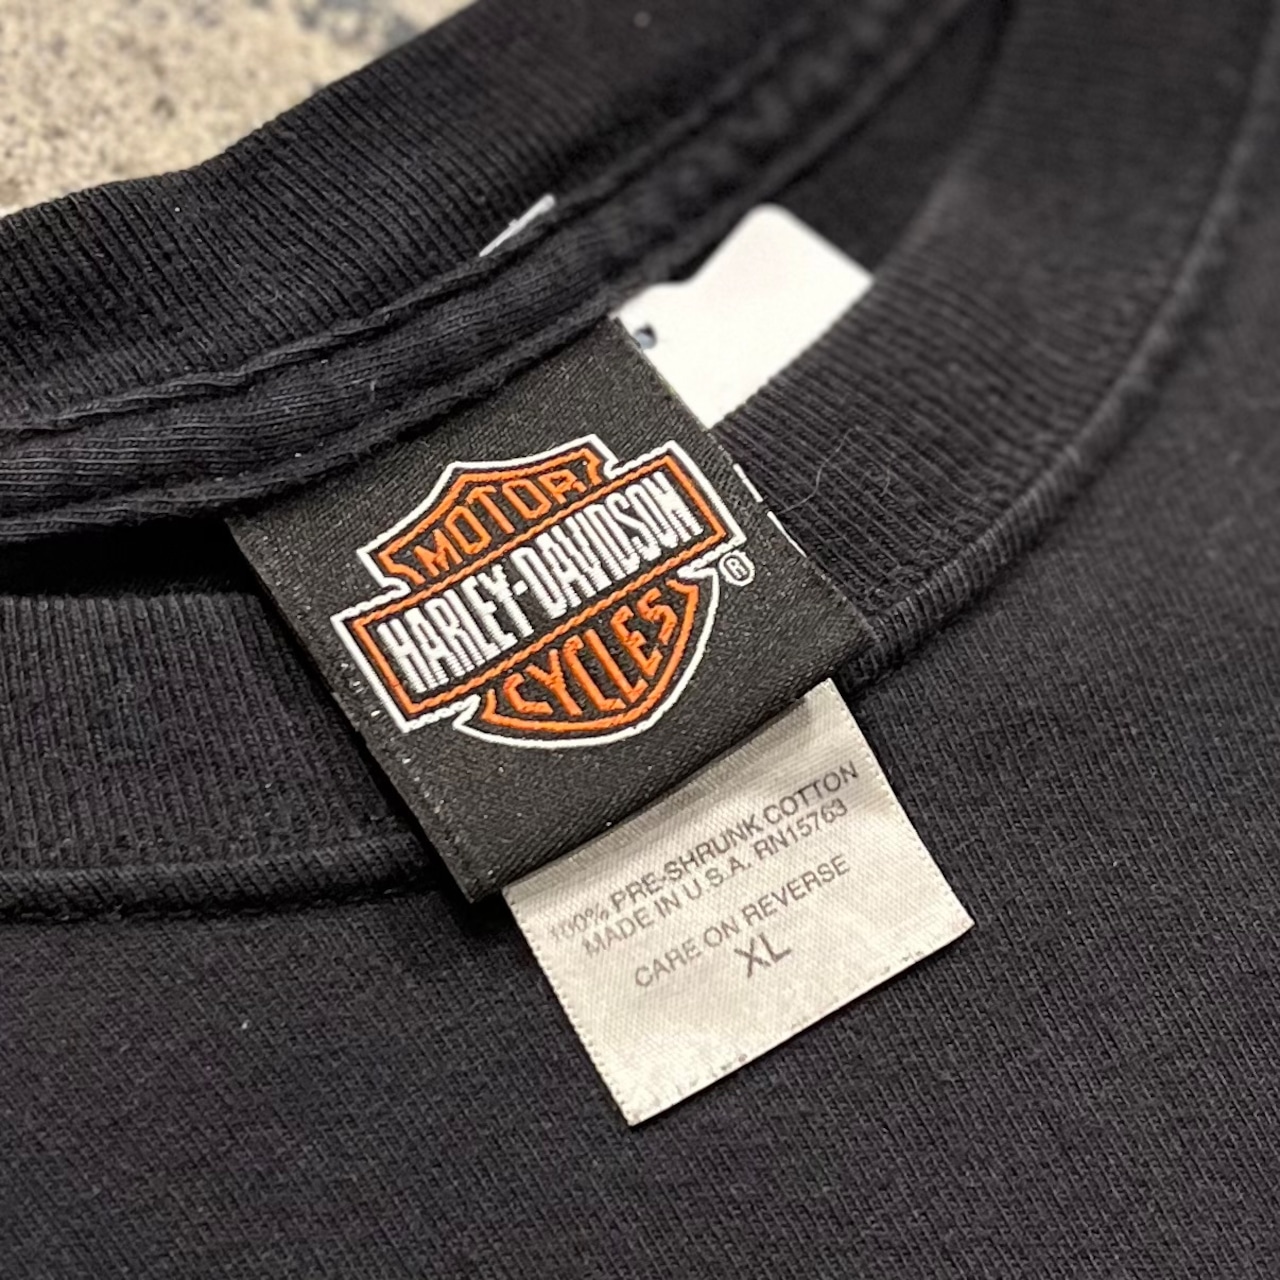 MOTOR
HARLEY-DAVIDSON
CYCLES
®
100% PRE-SHRUNK COTTON
MADE IN U.S.A. RN15763
CARE ON REVERSE
XL